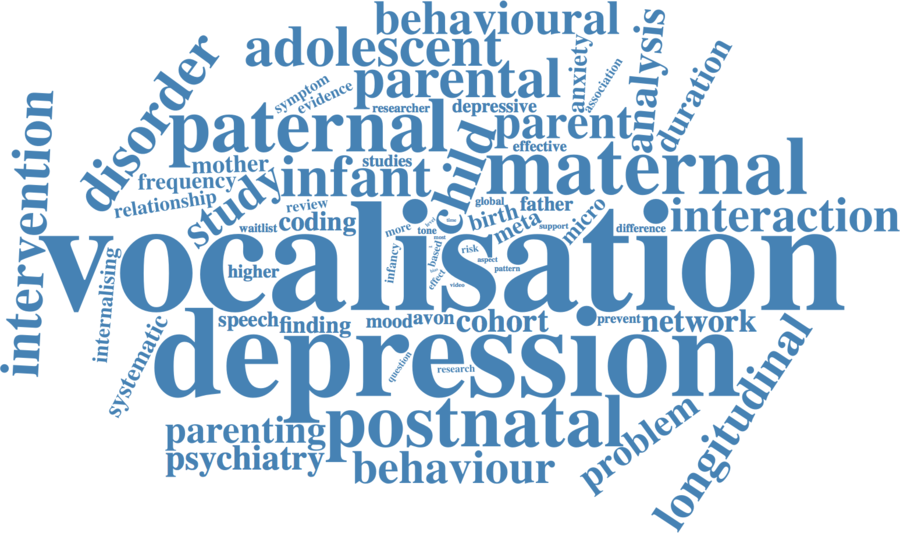 behavioural
adolescent
disorder
parental
anxiety
association
analysis
duration
symptom
evidence
researcher
depressive
paternal
parent
effective
intervention
mother
studies
infant
child
maternal
frequency
relationship
study
review
coding
waitlist
more
tone
global
birth
father
meta
support
micro
difference
interaction
vocalisation
internalising
higher
infancy
based
effect
risk
aspect
pattern
video
systematic
speech
finding
mood
avon
cohort
prevent
network
depression
question
research
longitudinal
parenting
postnatal
problem
psychiatry
behaviour